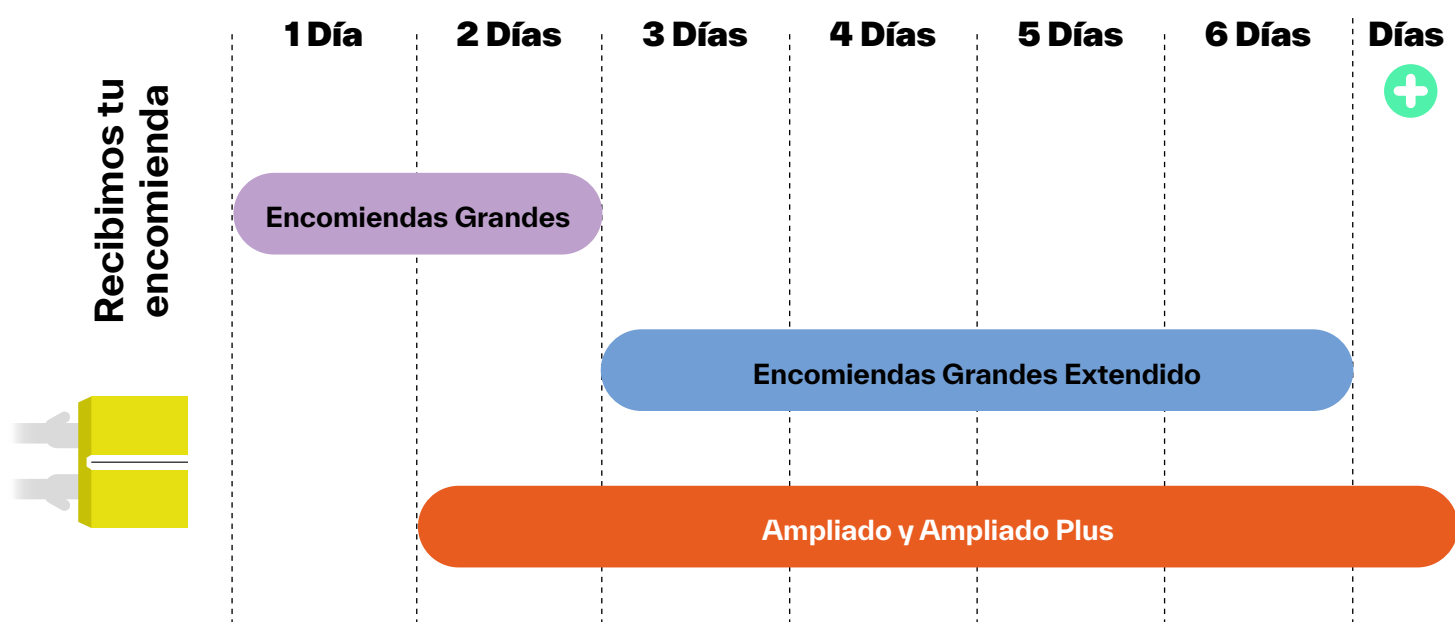 1 Día
2 Días
3 Días
4 Días
5 Días
6 Días
Días
Recibimos tu
encomienda
Encomiendas Grandes
Encomiendas Grandes Extendido
Ampliado y Ampliado Plus